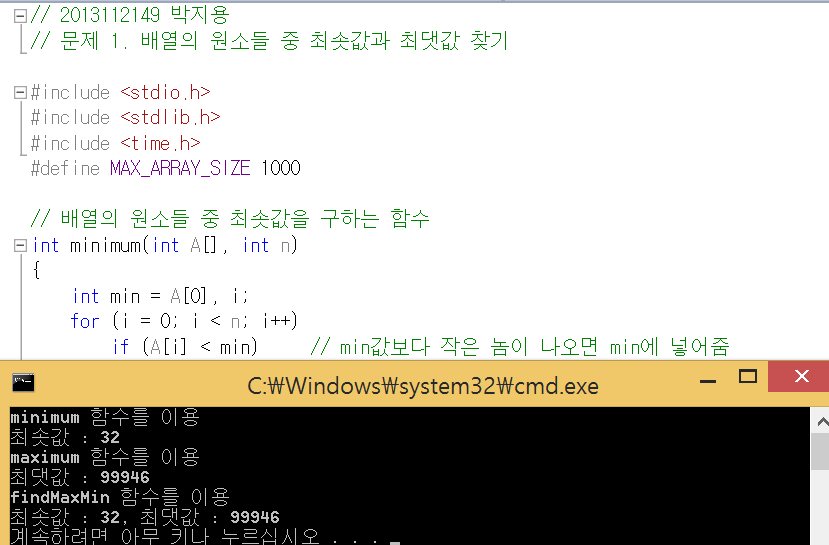 // 2013112149 박지용
// 문제 1. 배열의 원소들 중 최솟값과 최댓값 찾기
#include <stdio.h>
#include <stdlib.h>
#include <time.h>
#define MAX_ARRAY_SIZE 1000
// 배열의 원소들 중 최솟값을 구하는 함수
int minimum(int A[], int n)
{
int min = A[0], i;
for (i = 0; i < n; i++)
if (A[i] < min) // min값보다 작은 놈이 나오면 min에 넣어줌
C:₩Windows₩system32₩cmd.exe
minimum 함수를 이용
최솟값 : 32
maximum 함수를 이용
최댓값 : 99946
findMaxMin 함수를 이용
최솟값 : 32, 최댓값 : 99946
계속하려면 아무 키나 누르십시오 . . .